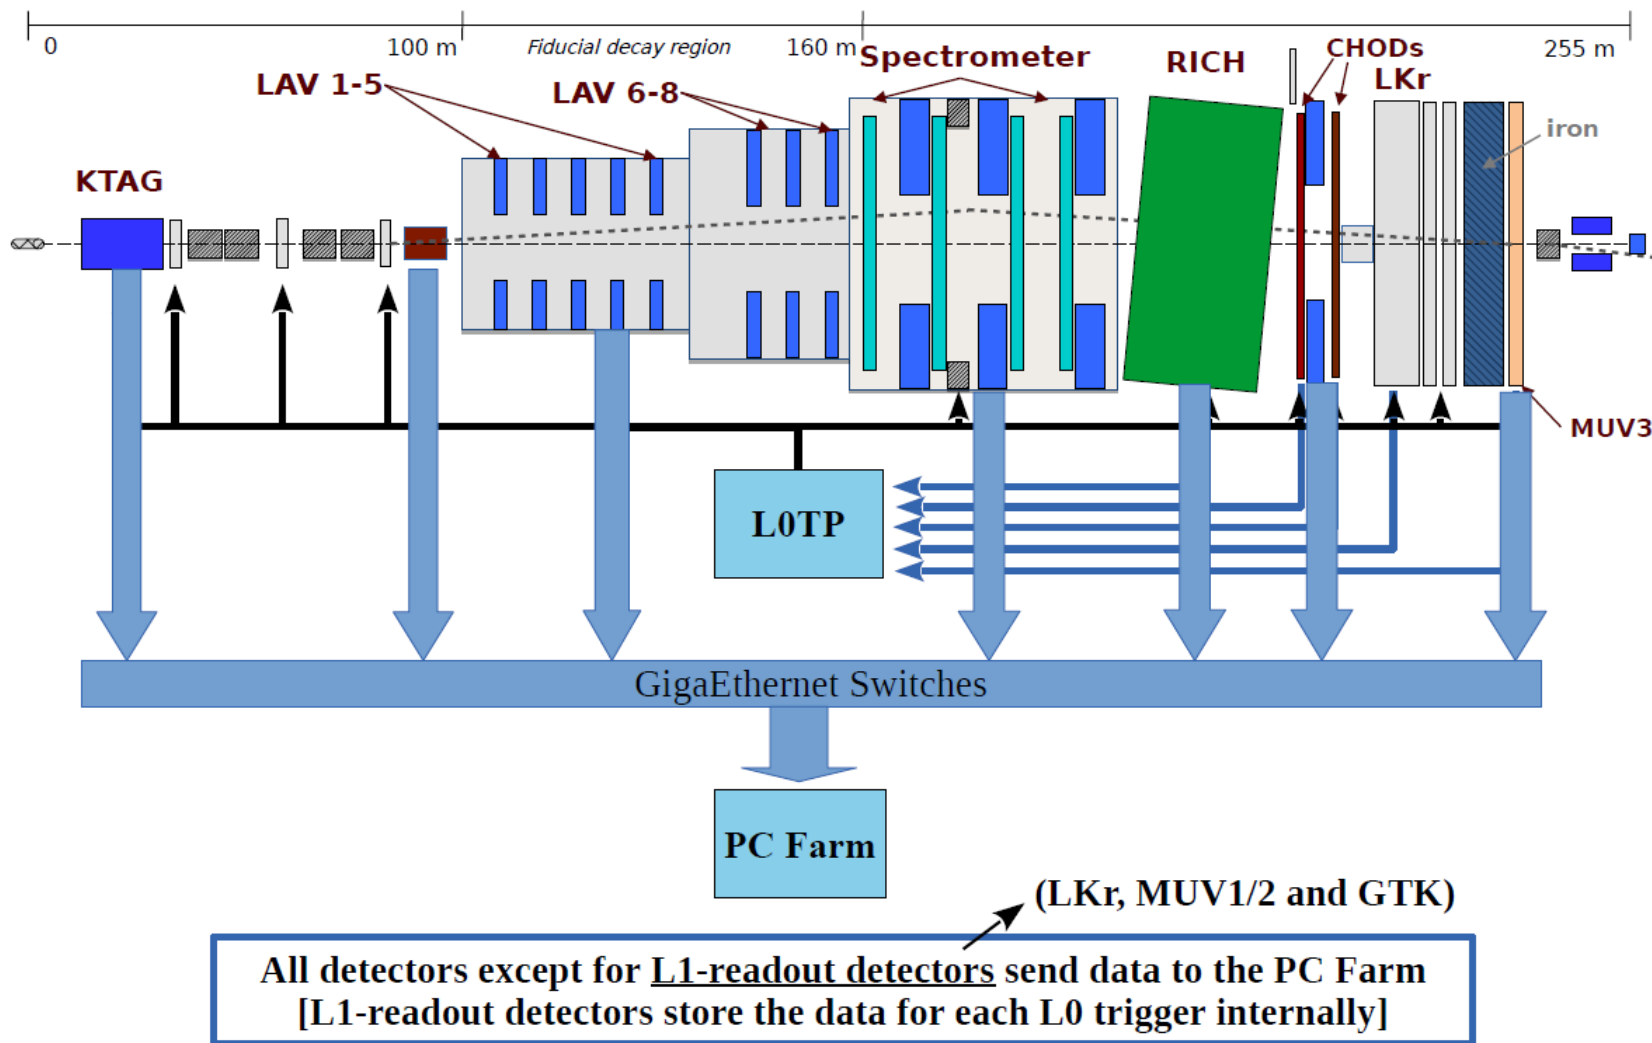 0
100 m
Fiducial decay region
160 m
255 m
Spectrometer
RICH
CHODs
LKr
LAV 1-5
LAV 6-8
iron
KTAG
MUV3
L0TP
GigaEthernet Switches
PC Farm
(LKr, MUV1/2 and GTK)
All detectors except for L1-readout detectors send data to the PC Farm
[L1-readout detectors store the data for each L0 trigger internally]